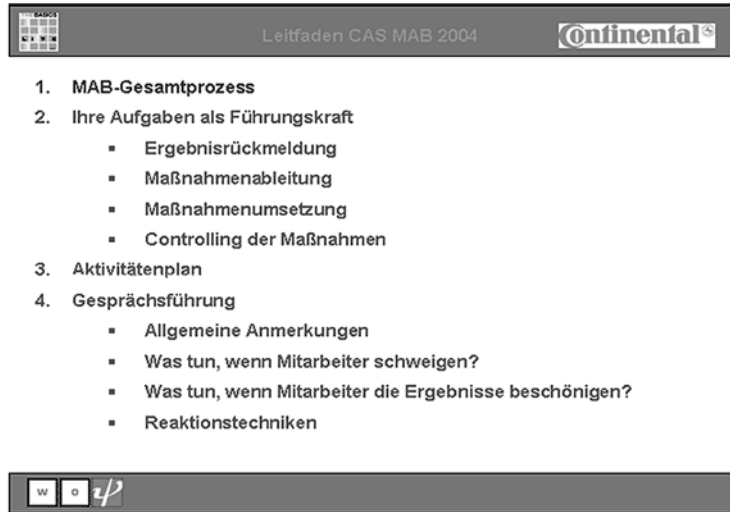 THE BASICS
Leitfaden CAS MAB 2004
Continental®
1. MAB-Gesamtprozess
2. Ihre Aufgaben als Führungskraft
▪ Ergebnisrückmeldung
▪ Maßnahmenableitung
▪ Maßnahmenumsetzung
▪ Controlling der Maßnahmen
3. Aktivitätenplan
4. Gesprächsführung
▪ Allgemeine Anmerkungen
▪ Was tun, wenn Mitarbeiter schweigen?
▪ Was tun, wenn Mitarbeiter die Ergebnisse beschönigen?
▪ Reaktionstechniken
w o ψ